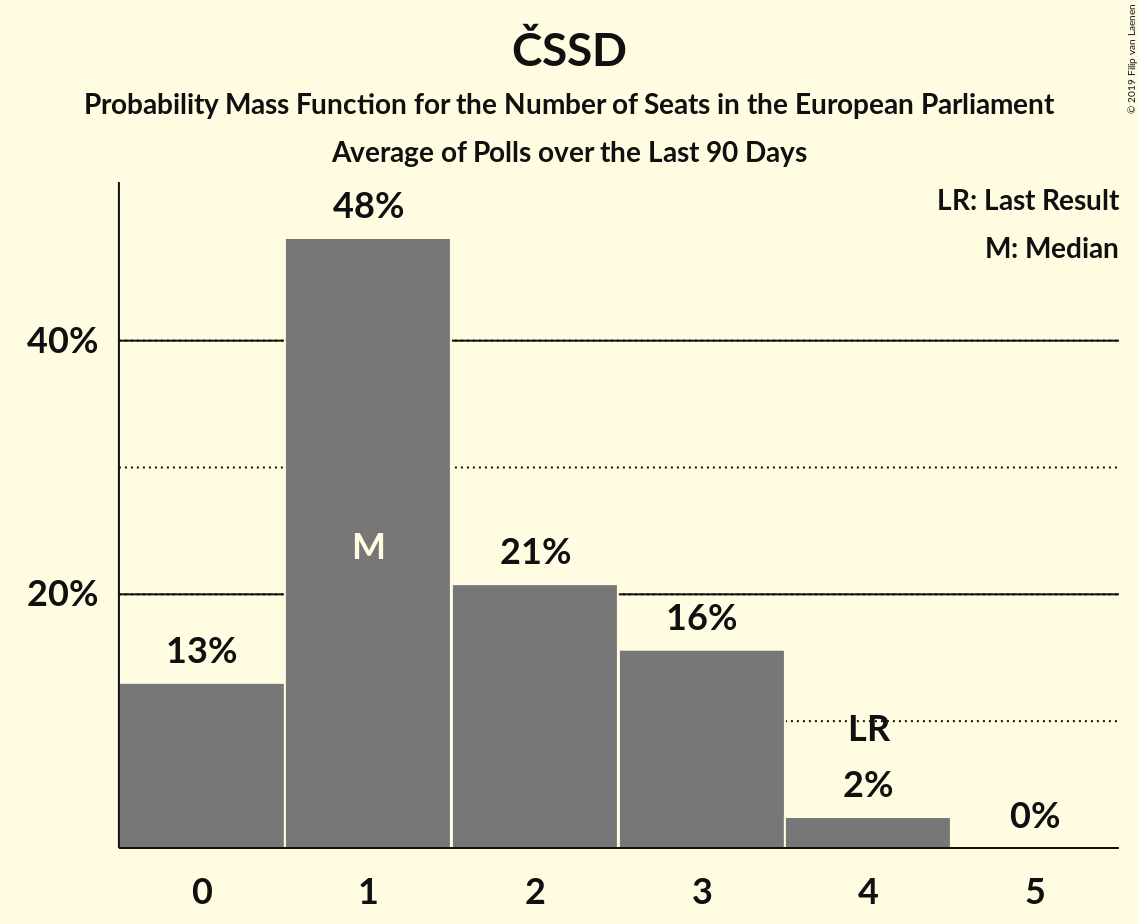 ČSSD
Probability Mass Function for the Number of Seats in the European Parliament
Average of Polls over the Last 90 Days
© 2019 Filip van Laenen
LR: Last Result
M: Median
48%
40%
M
21%
20%
16%
13%
LR
2%
0%
0 1 2 3 4 5